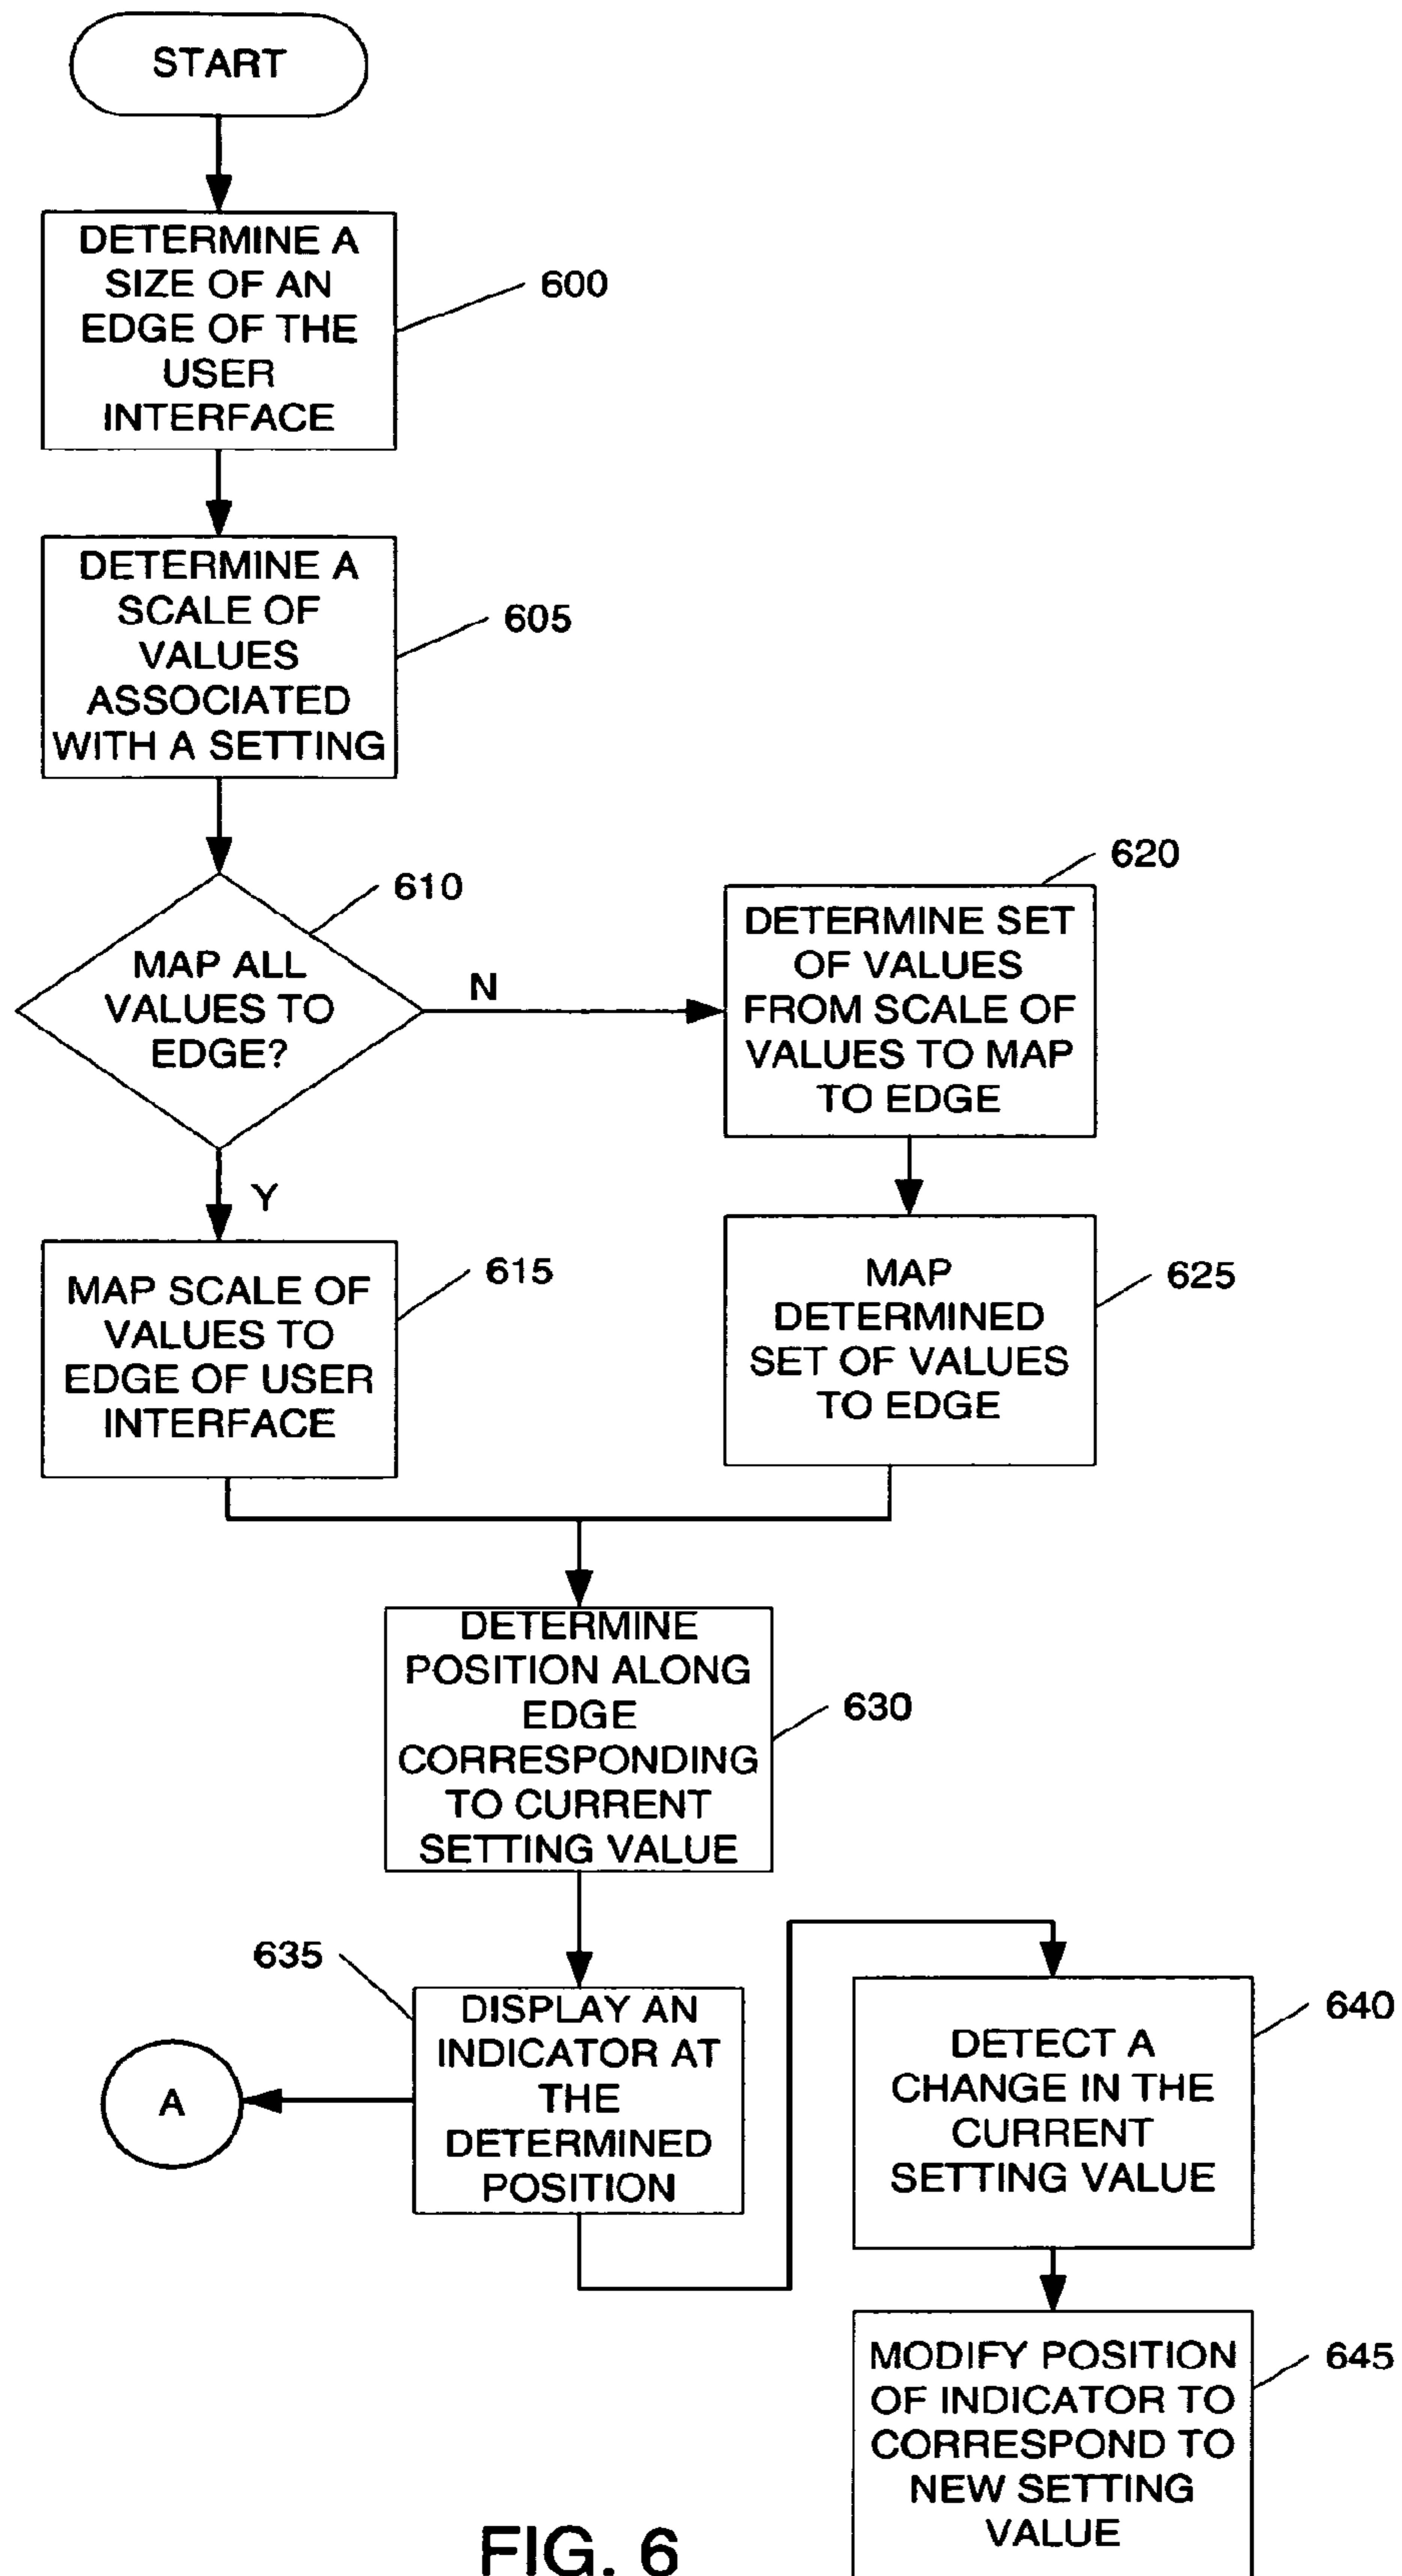 START
DETERMINE A
SIZE OF AN
EDGE OF THE
USER
INTERFACE
600
DETERMINE A
SCALE OF
VALUES
ASSOCIATED
WITH A SETTING
605
610
MAP ALL
VALUES TO
EDGE?
N
Y
620
DETERMINE SET
OF VALUES
FROM SCALE OF
VALUES TO MAP
TO EDGE
MAP SCALE OF
VALUES TO
EDGE OF USER
INTERFACE
615
MAP
DETERMINED
SET OF VALUES
TO EDGE
625
DETERMINE
POSITION ALONG
EDGE
CORRESPONDING
TO CURRENT
SETTING VALUE
630
635
DISPLAY AN
INDICATOR AT
THE
DETERMINED
POSITION
A
640
DETECT A
CHANGE IN THE
CURRENT
SETTING VALUE
645
MODIFY POSITION
OF INDICATOR TO
CORRESPOND TO
NEW SETTING
VALUE
FIG. 6